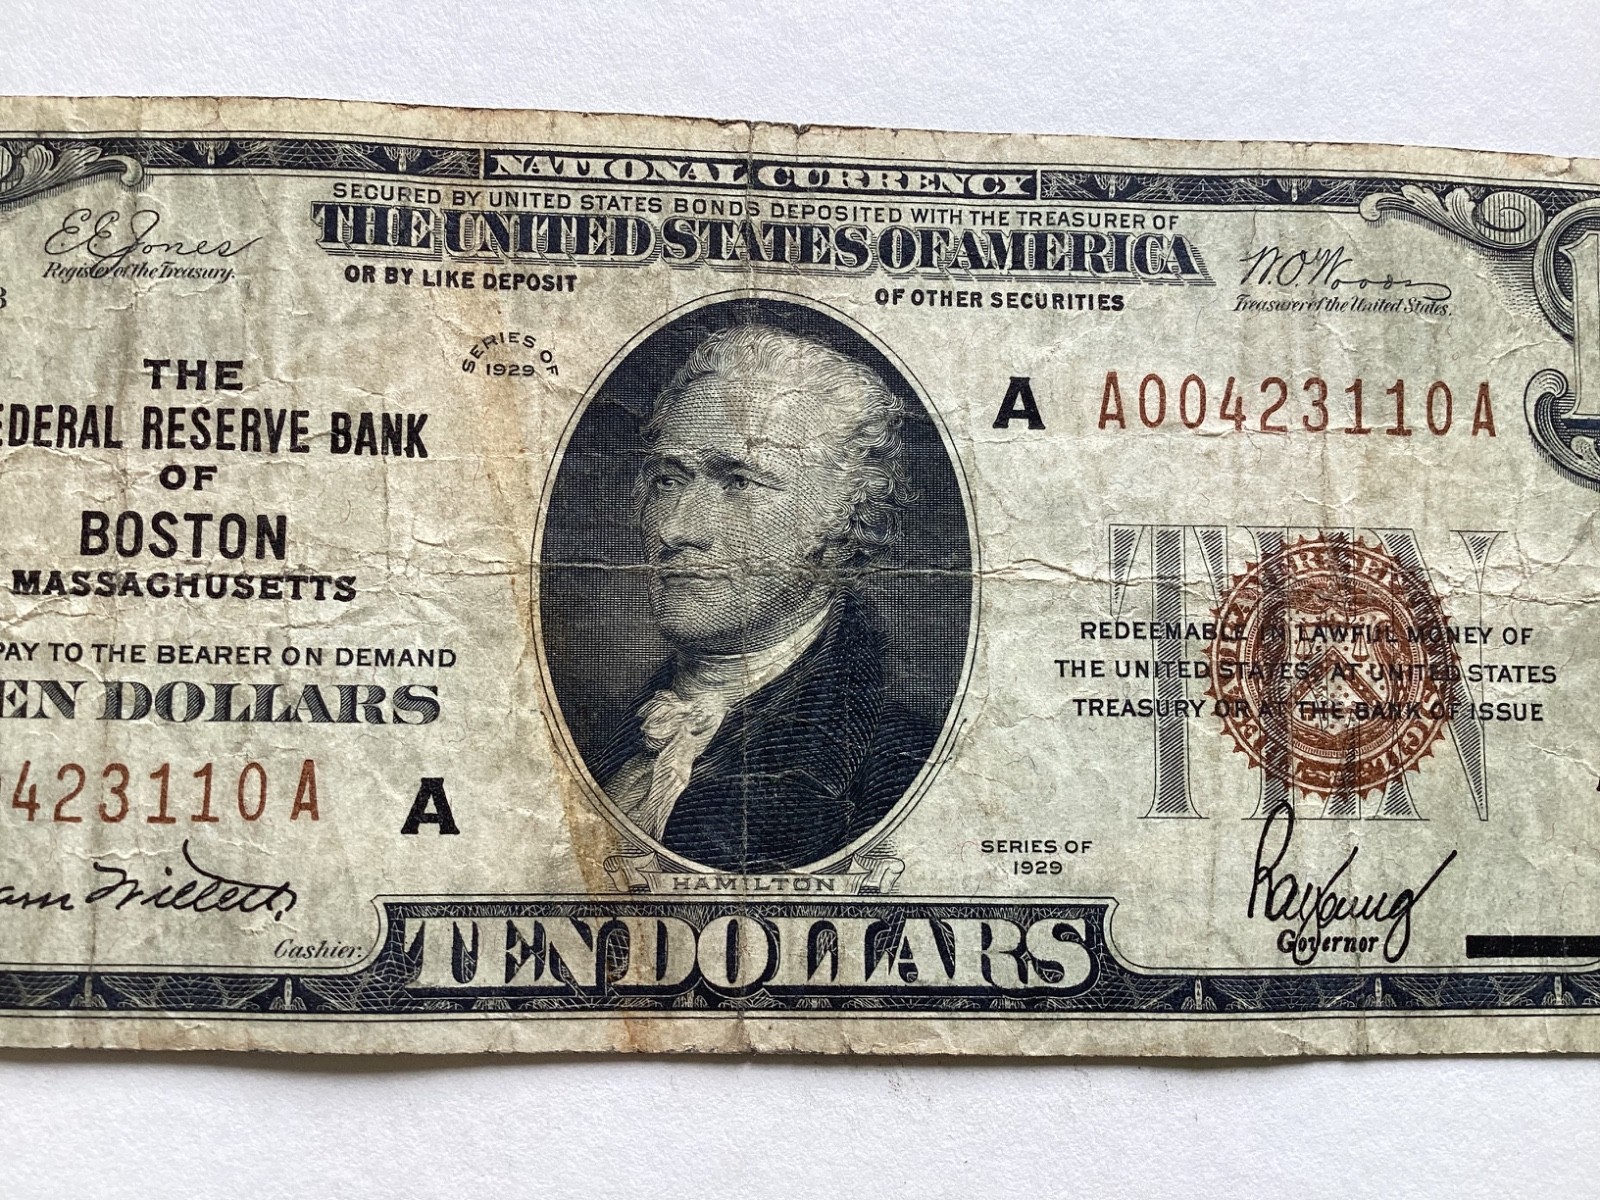 NATIONAL CURRENCY
SECURED BY UNITED STATES BONDS DEPOSITED WITH THE TREASURER OF
THE UNITED STATES OF AMERICA
OR BY LIKE DEPOSIT
OF OTHER SECURITIES
E E Jones
Register of the Treasury.
W.O. Woods
Treasurer of the United States.
SERIES OF
1929
THE
EDERAL RESERVE BANK
OF
BOSTON
MASSACHUSETTS
PAY TO THE BEARER ON DEMAND
EN DOLLARS
423110A
A
A
A00423110A
TEN
REDEEMABLE IN LAWFUL MONEY OF
THE UNITED STATES, AT UNITED STATES
TREASURY OR AT THE BANK OF ISSUE
SERIES OF
1929
Willett
Cashier.
HAMILTON
TEN DOLLARS
Governor